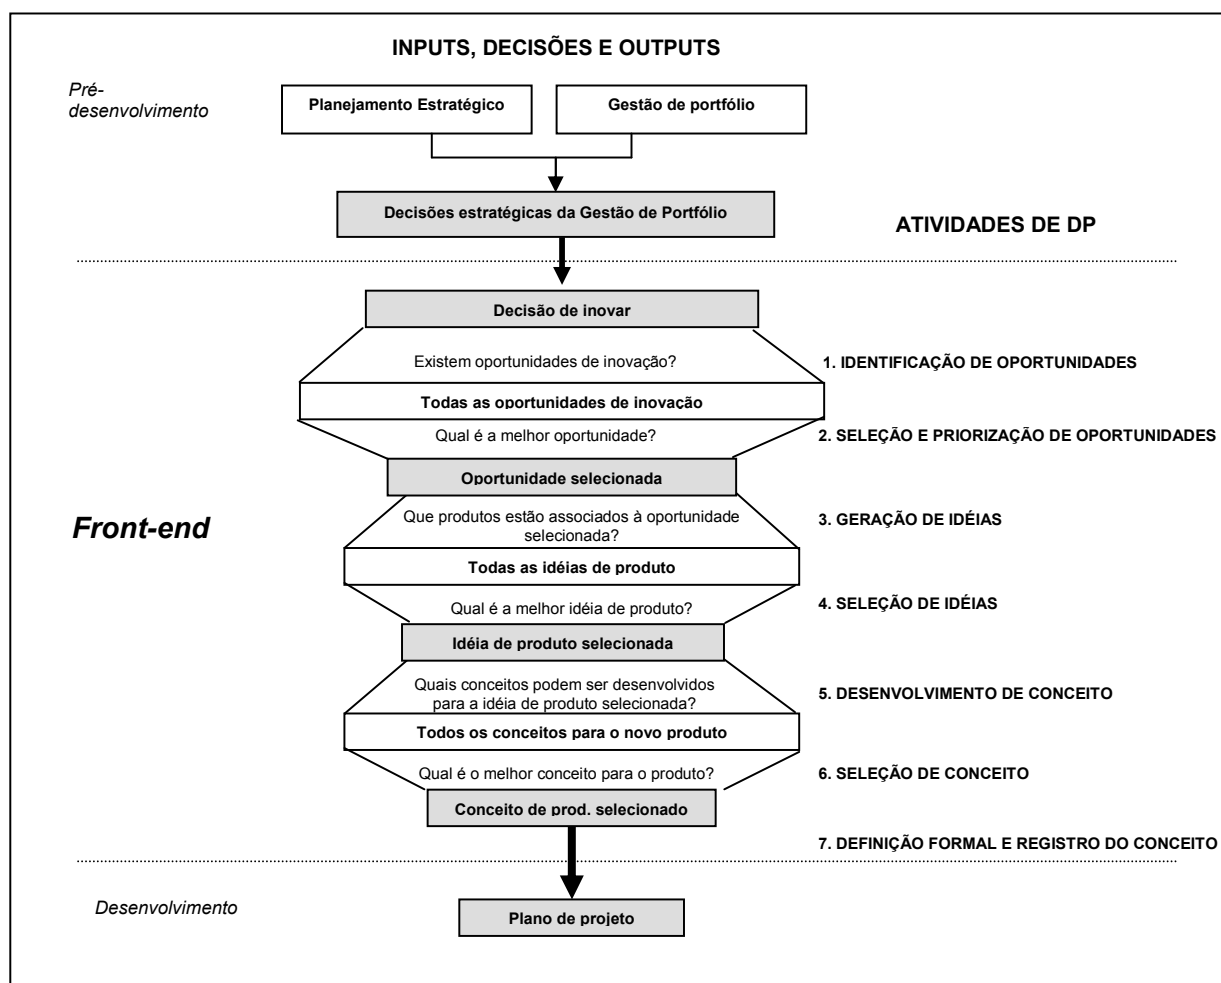 INPUTS, DECISÕES E OUTPUTS
Pré-
desenvolvimento
Planejamento Estratégico
Gestão de portfólio
Decisões estratégicas da Gestão de Portfólio
ATIVIDADES DE DP
Decisão de inovar
Existem oportunidades de inovação?
1. IDENTIFICAÇÃO DE OPORTUNIDADES
Todas as oportunidades de inovação
Qual é a melhor oportunidade?
2. SELEÇÃO E PRIORIZAÇÃO DE OPORTUNIDADES
Oportunidade selecionada
Front-end
Que produtos estão associados à oportunidade
selecionada?
3. GERAÇÃO DE IDÉIAS
Todas as idéias de produto
Qual é a melhor idéia de produto?
4. SELEÇÃO DE IDÉIAS
Idéia de produto selecionada
Quais conceitos podem ser desenvolvidos
para a idéia de produto selecionada?
5. DESENVOLVIMENTO DE CONCEITO
Todos os conceitos para o novo produto
Qual é o melhor conceito para o produto?
6. SELEÇÃO DE CONCEITO
Conceito de prod. selecionado
7. DEFINIÇÃO FORMAL E REGISTRO DO CONCEITO
Desenvolvimento
Plano de projeto